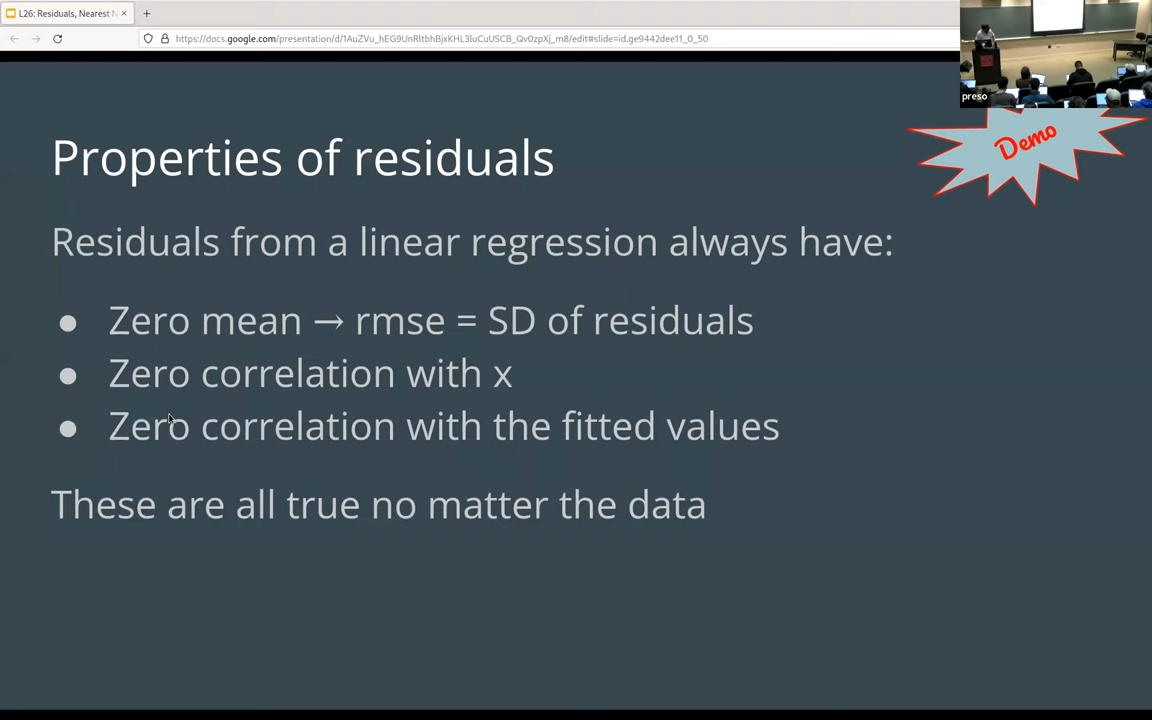 L26: Residuals, Nearest
https://docs.google.com/presentation/d/1AuZVu_hEG9UnRltbhBjxKHL3luCuUSCB_Qv0zpXj_m8/edit#slide=id.ge9442dee11_0_50
preso
Demo
Properties of residuals
Residuals from a linear regression always have:
● Zero mean → rmse = SD of residuals
● Zero correlation with x
● Zero correlation with the fitted values
These are all true no matter the data